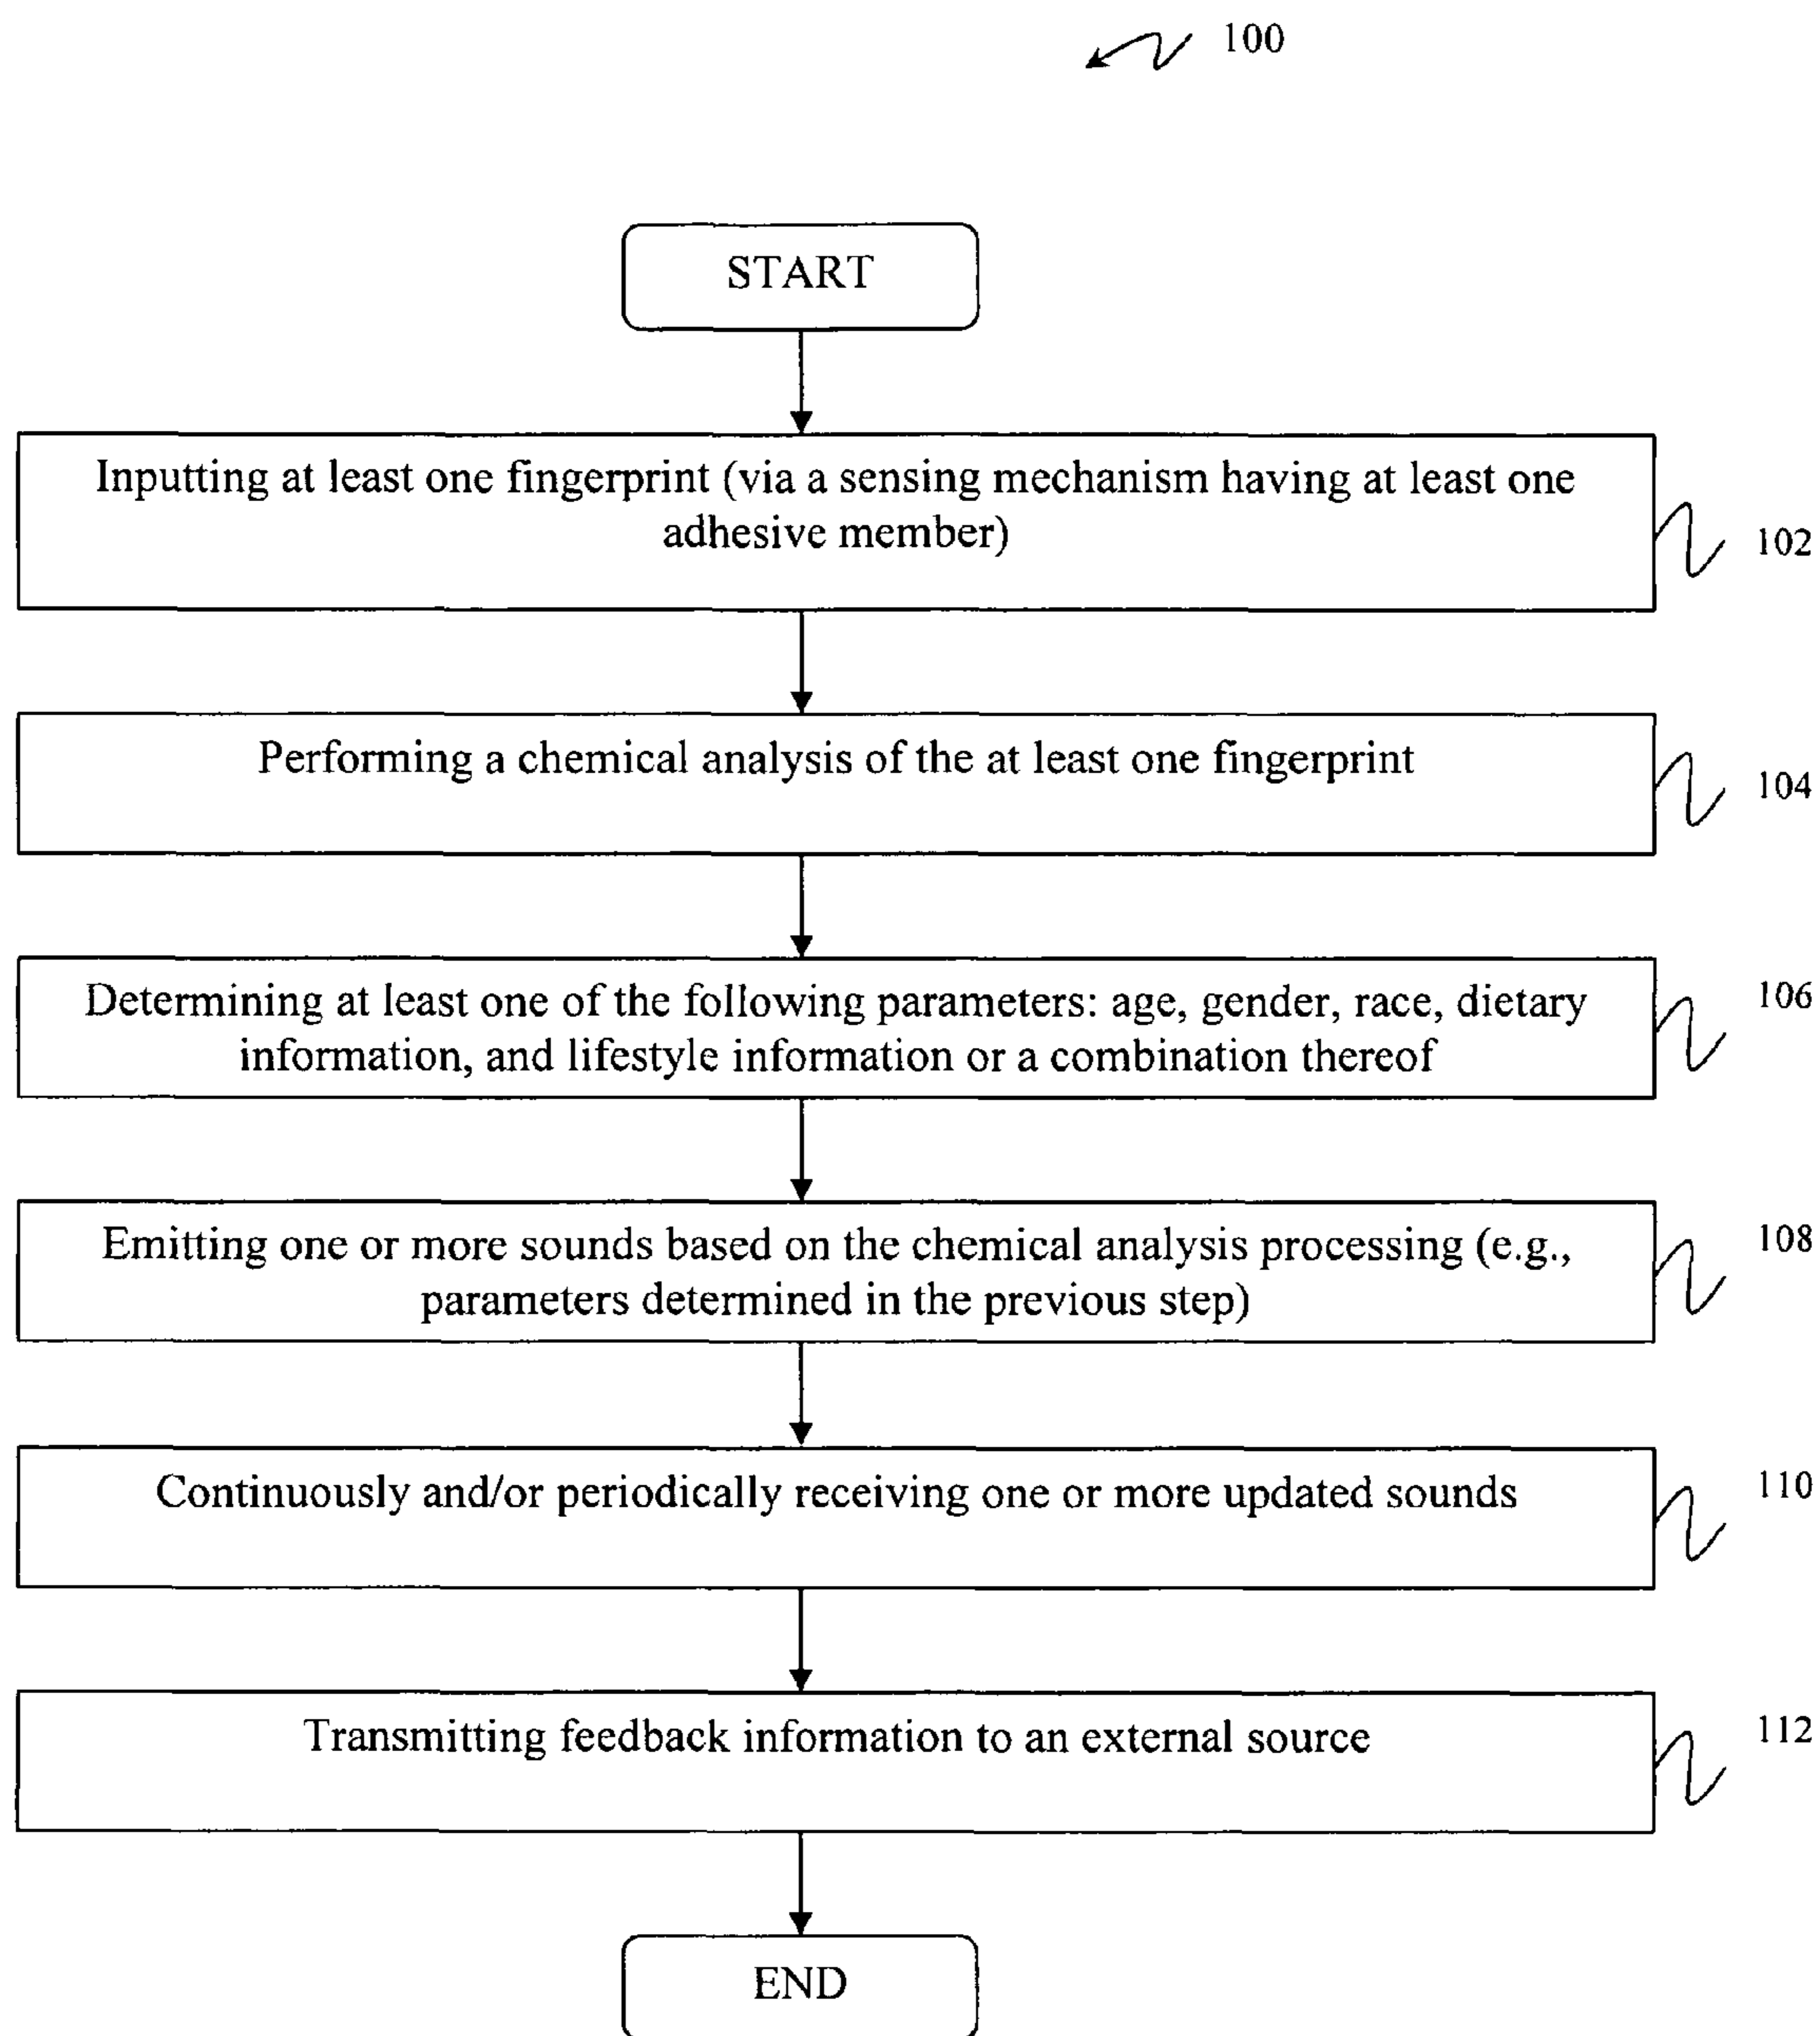 100
START
Inputting at least one fingerprint (via a sensing mechanism having at least one
adhesive member)
102
Performing a chemical analysis of the at least one fingerprint
104
Determining at least one of the following parameters: age, gender, race, dietary
information, and lifestyle information or a combination thereof
106
Emitting one or more sounds based on the chemical analysis processing (e.g.,
parameters determined in the previous step)
108
Continuously and/or periodically receiving one or more updated sounds
110
Transmitting feedback information to an external source
112
END